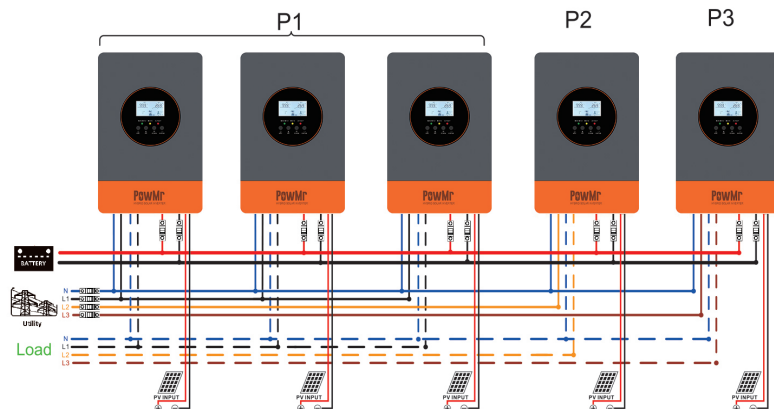 P1
P2
P3
PowMr
PowMr
PowMr
PowMr
PowMr
BATTERY
N
L1
L2
L3
Utility
Load
N
L1
L2
L3
PV INPUT
PV INPUT
PV INPUT
PV INPUT
PV INPUT